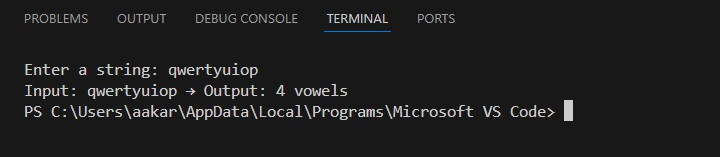 PROBLEMS OUTPUT DEBUG CONSOLE TERMINAL PORTS
Enter a string: qwertyuiop
Input: qwertyuiop → Output: 4 vowels
PS C:\Users\aakar\AppData\Local\Programs\Microsoft VS Code>